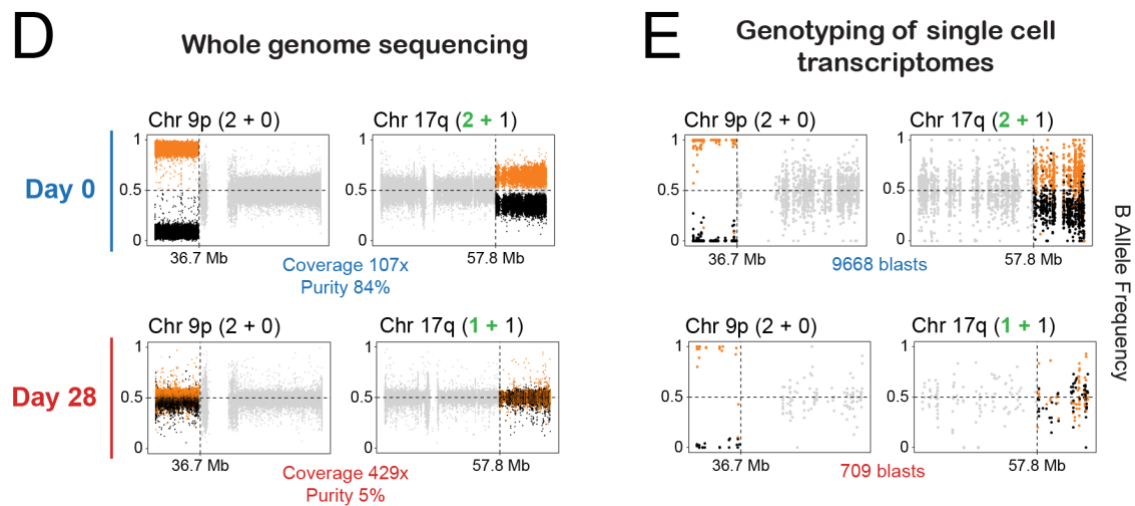 D
Whole genome sequencing
Day 0
Chr 9p (2 + 0)
Chr 17q (2 + 1)
1
0.5
0
1
0.5
0
36.7 Mb
57.8 Mb
Coverage 107x
Purity 84%
Day 28
Chr 9p (2 + 0)
Chr 17q (1 + 1)
1
0.5
0
1
0.5
0
36.7 Mb
57.8 Mb
Coverage 429x
Purity 5%
E
Genotyping of single cell
transcriptomes
Chr 9p (2 + 0)
Chr 17q (2 + 1)
1
0.5
0
1
0.5
0
36.7 Mb
57.8 Mb
9668 blasts
Chr 9p (2 + 0)
Chr 17q (1 + 1)
1
0.5
0
1
0.5
0
36.7 Mb
57.8 Mb
709 blasts
B Allele Frequency